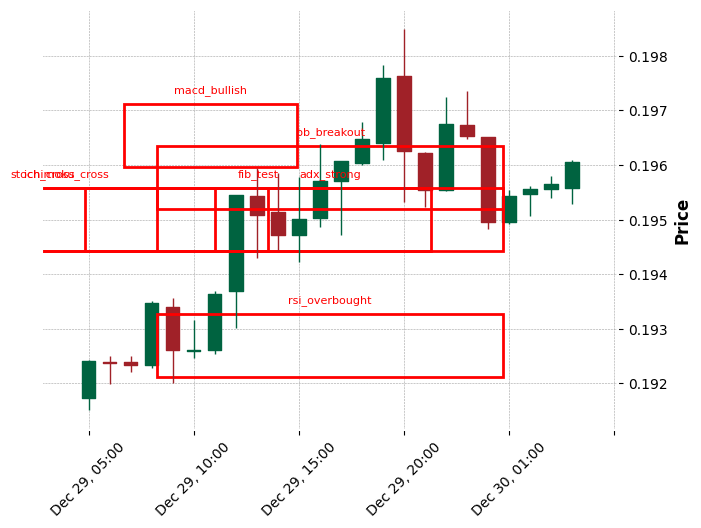 macd_bullish
bb_breakout
fib_test
adx_strong
rsi_overbought
0.198
0.197
0.196
0.195
0.194
0.193
0.192
Price
Dec 29, 05:00
Dec 29, 10:00
Dec 29, 15:00
Dec 29, 20:00
Dec 30, 01:00